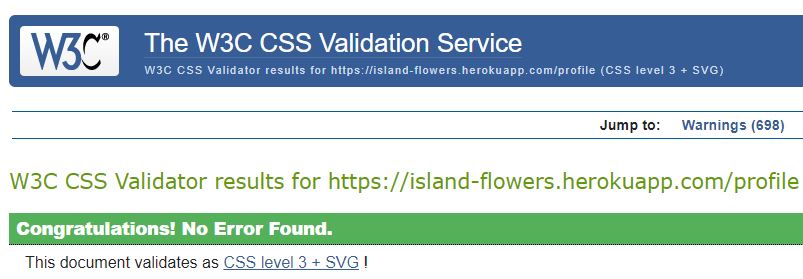 W3C®
The W3C CSS Validation Service
W3C CSS Validator results for https://island-flowers.herokuapp.com/profile (CSS level 3 + SVG)
Jump to: Warnings (698)
W3C CSS Validator results for https://island-flowers.herokuapp.com/profile
Congratulations! No Error Found.
This document validates as CSS level 3 + SVG !